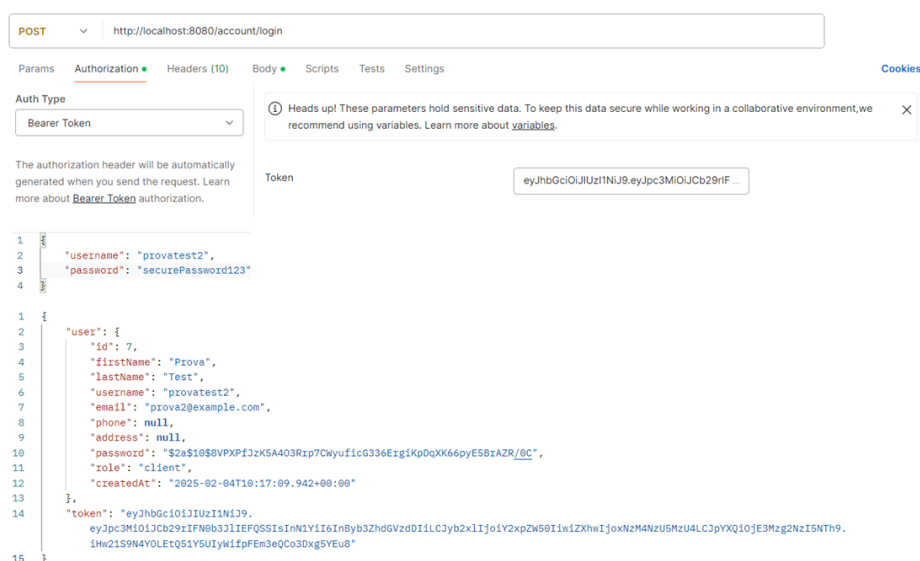 POST http://localhost:8080/account/login
Params Authorization Headers (10) Body Scripts Tests Settings Cookies
Auth Type
Bearer Token
Heads up! These parameters hold sensitive data. To keep this data secure while working in a collaborative environment,we
recommend using variables. Learn more about variables.
The authorization header will be automatically
generated when you send the request. Learn
more about Bearer Token authorization.
Token eyJhbGciOiJIUzI1NiJ9.eyJpc3MiOiJCb29rIF ...
1 {
2 "username": "provatest2",
3 "password": "securePassword123"
4 }
1 {
2 "user": {
3 "id": 7,
4 "firstName": "Prova",
5 "lastName": "Test",
6 "username": "provatest2",
7 "email": "prova2@example.com",
8 "phone": null,
9 "address": null,
10 "password": "$2a$10$8VPXPfJzK5A4O3Rrp7CWyuficG336ErgiKpDqXK66pyE5BrAZR/0C",
11 "role": "client",
12 "createdAt": "2025-02-04T10:17:09.942+00:00"
13 },
14 "token": "eyJhbGciOiJIUzI1NiJ9.
eyJpc3MiOiJCb29rIFN0b3JlIEFQSSIsInN1YiI6InByb3ZhdGVzdDIiLCJyb2xlIjoiY2xpZW50IiwiZXhwIjoxNzM4NzU5MzU4LCJpYXQiOjE3Mzg2NzI5NTh9.
iHw21S9N4YOLEtQ51Y5UIyWifpFEm3eQCo3Dxg5YEu8"
15 }